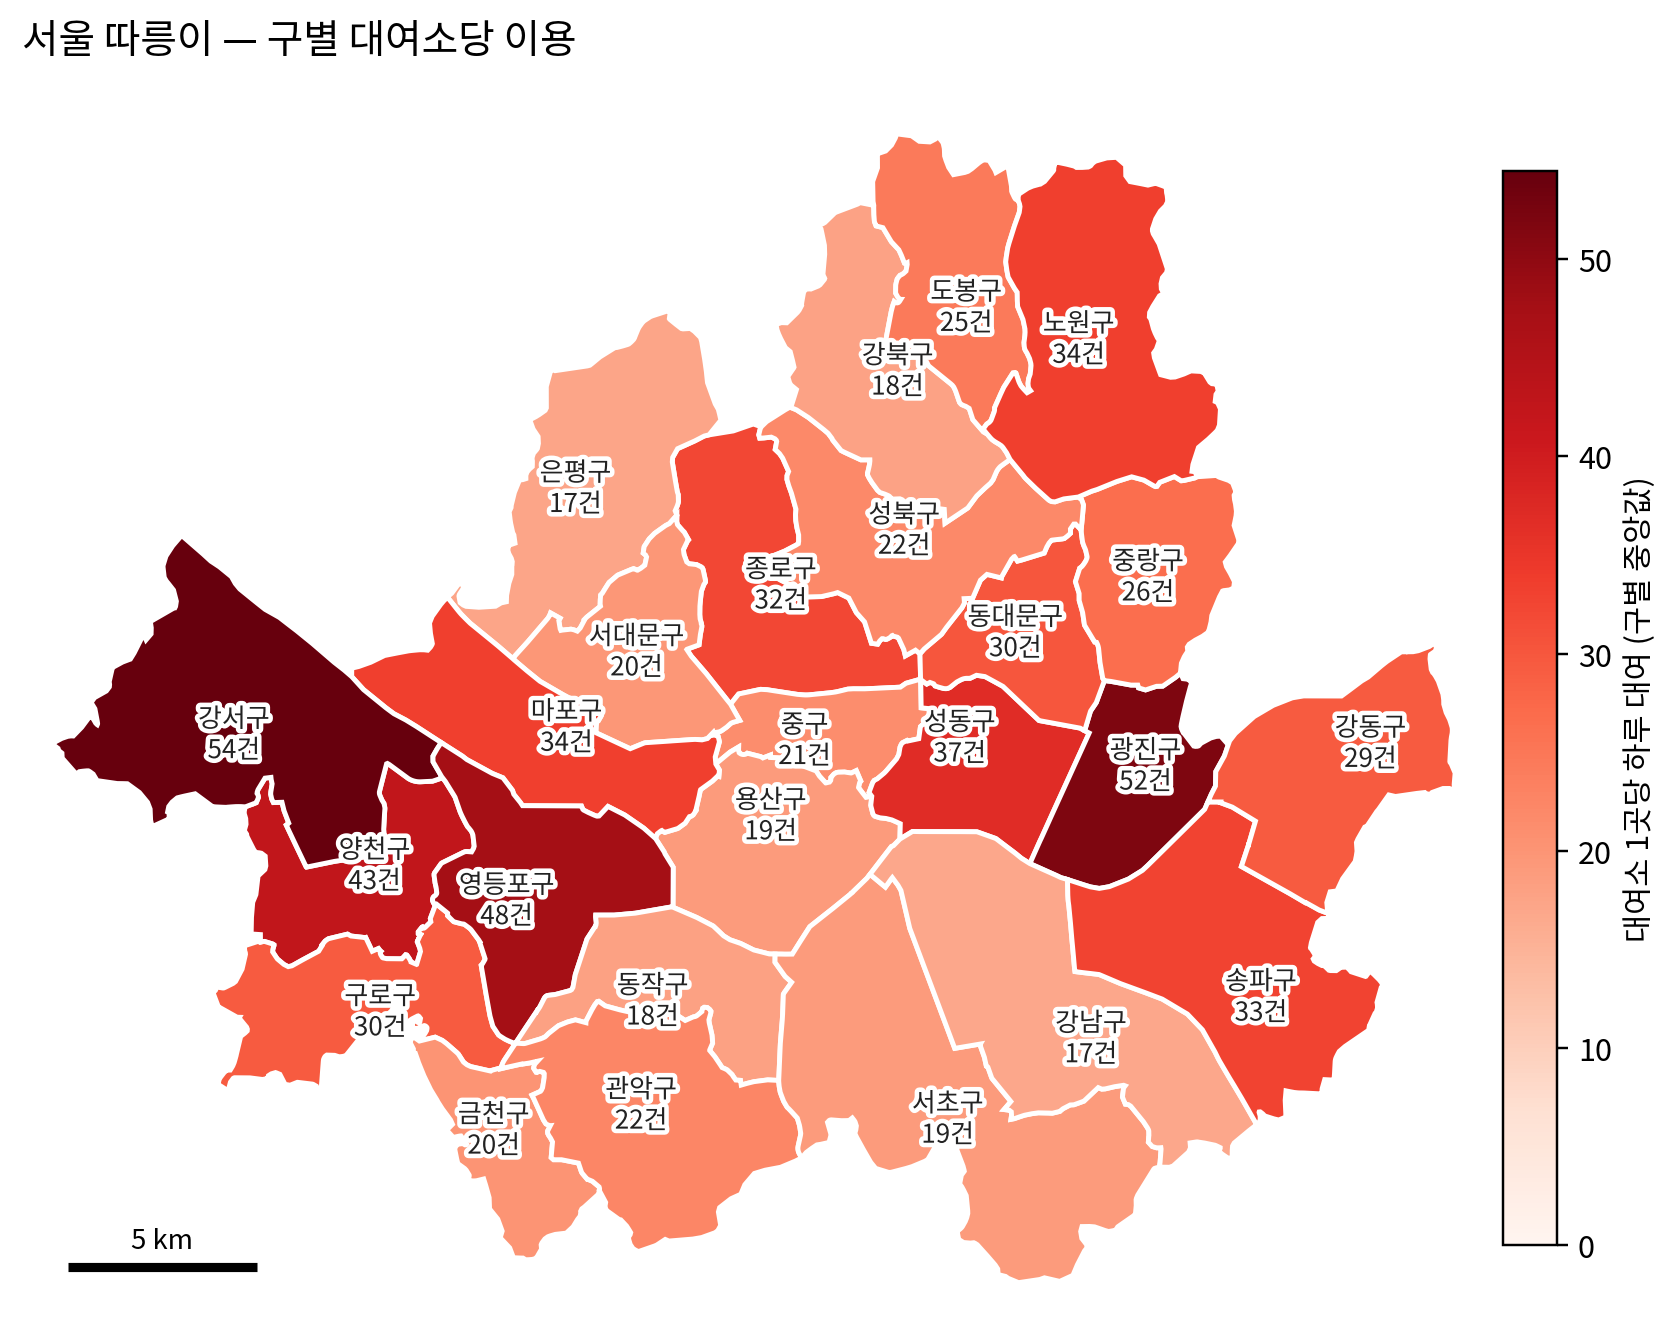 서울 따릉이 — 구별 대여소당 이용
도봉구
25건
노원구
34건
강북구
18건
은평구
17건
성북구
22건
중랑구
26건
종로구
32건
동대문구
30건
서대문구
20건
마포구
34건
강서구
54건
중구
21건
성동구
37건
광진구
52건
강동구
29건
용산구
19건
양천구
43건
영등포구
48건
구로구
30건
동작구
18건
송파구
33건
강남구
17건
관악구
22건
서초구
19건
금천구
20건
5 km
50
40
30
20
10
0
대여소 1곳당 하루 대여 (구별 중앙값)